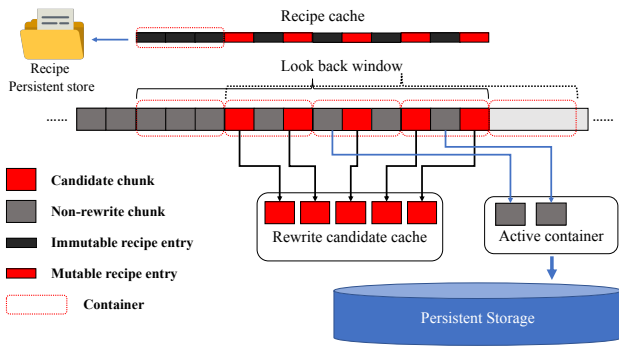 Recipe cache
Recipe
Persistent store
Look back window
......
......
Candidate chunk
Non-rewrite chunk
Immutable recipe entry
Mutable recipe entry
Container
Rewrite candidate cache
Active container
Persistent Storage